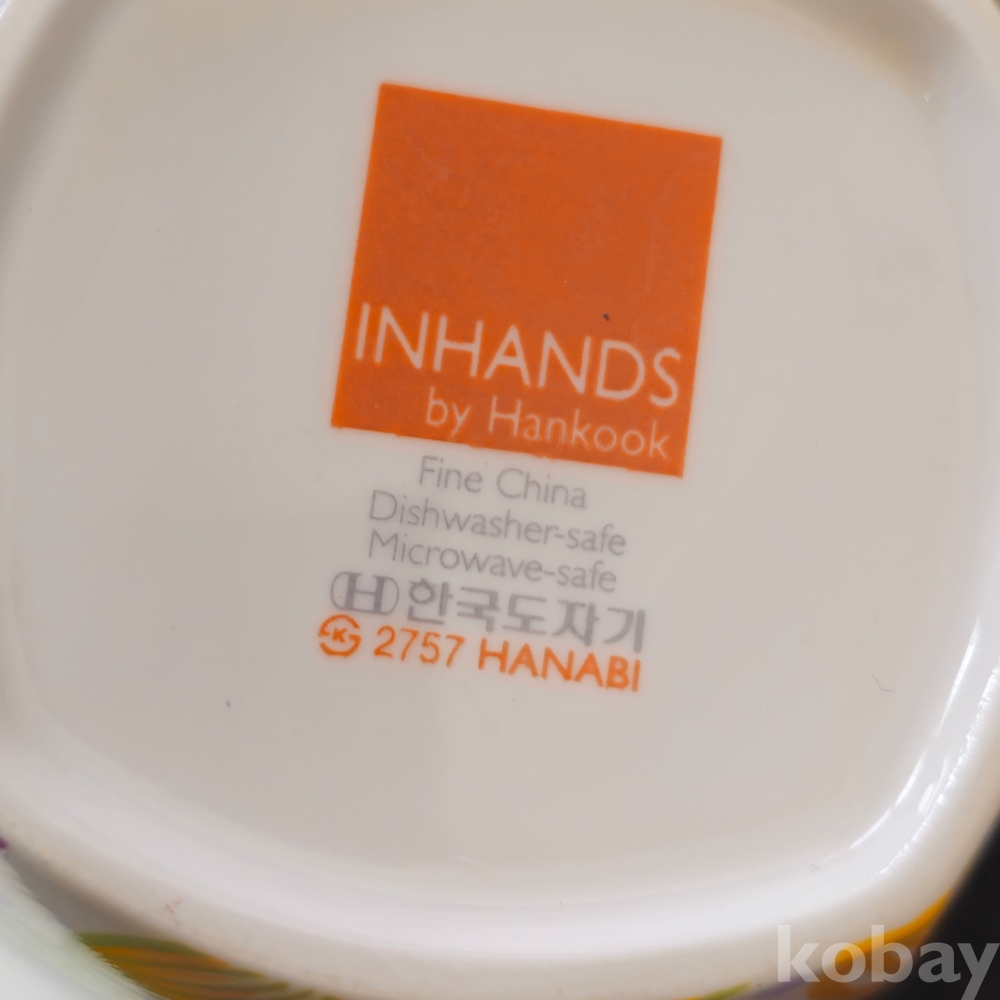 INHANDS
by Hankook
Fine China
Dishwasher-safe
Microwave-safe
H 한국도자기
K 2757 HANABI
kobay